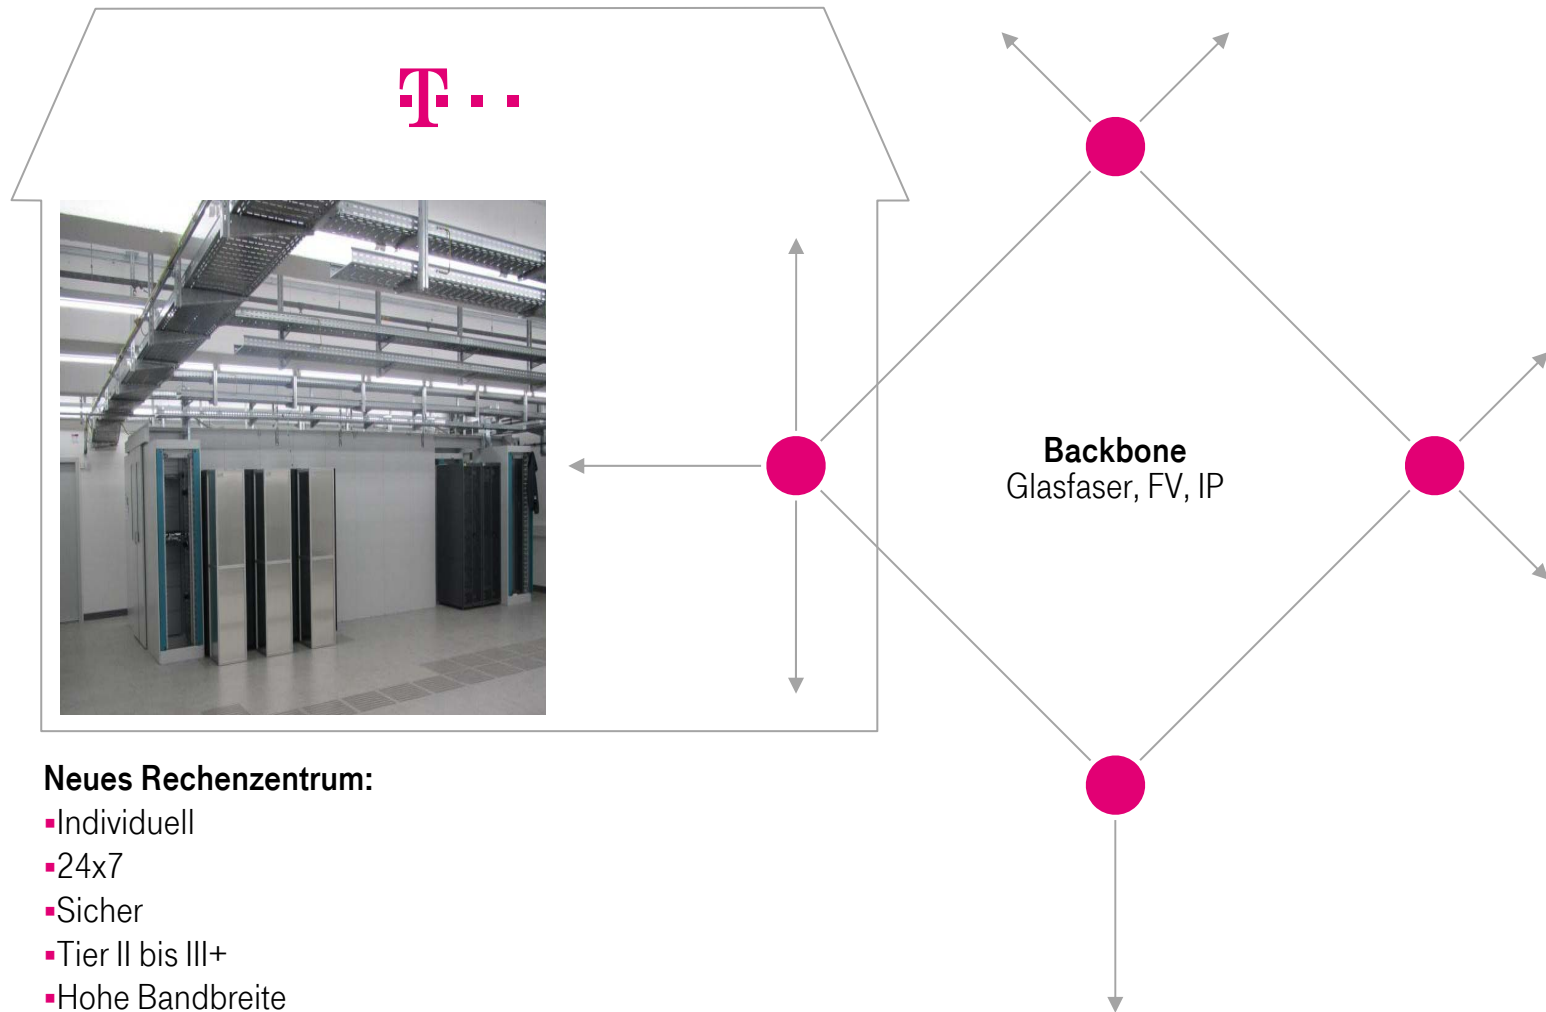 T
Backbone
Glasfaser, FV, IP
Neues Rechenzentrum:
▪Individuell
▪24x7
▪Sicher
▪Tier II bis III+
▪Hohe Bandbreite